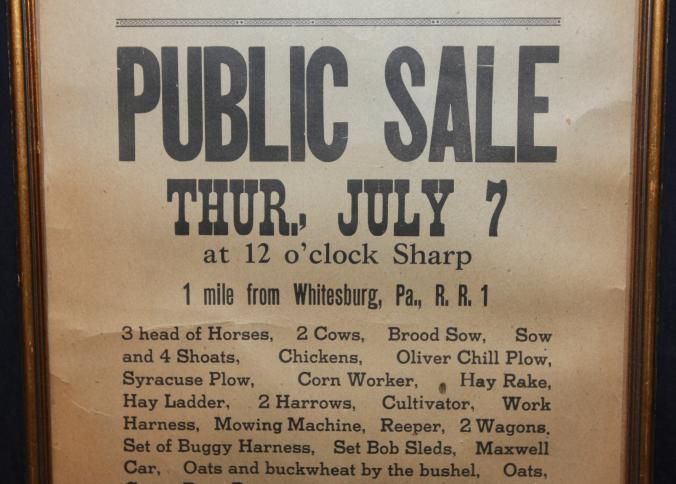 PUBLIC SALE
THUR., JULY 7
at 12 o'clock Sharp
1 mile from Whitesburg, Pa., R. R. 1
3 head of Horses, 2 Cows, Brood Sow, Sow
and 4 Shoats, Chickens, Oliver Chill Plow,
Syracuse Plow, Corn Worker, Hay Rake,
Hay Ladder, 2 Harrows, Cultivator, Work
Harness, Mowing Machine, Reeper, 2 Wagons.
Set of Buggy Harness, Set Bob Sleds, Maxwell
Car, Oats and buckwheat by the bushel, Oats,